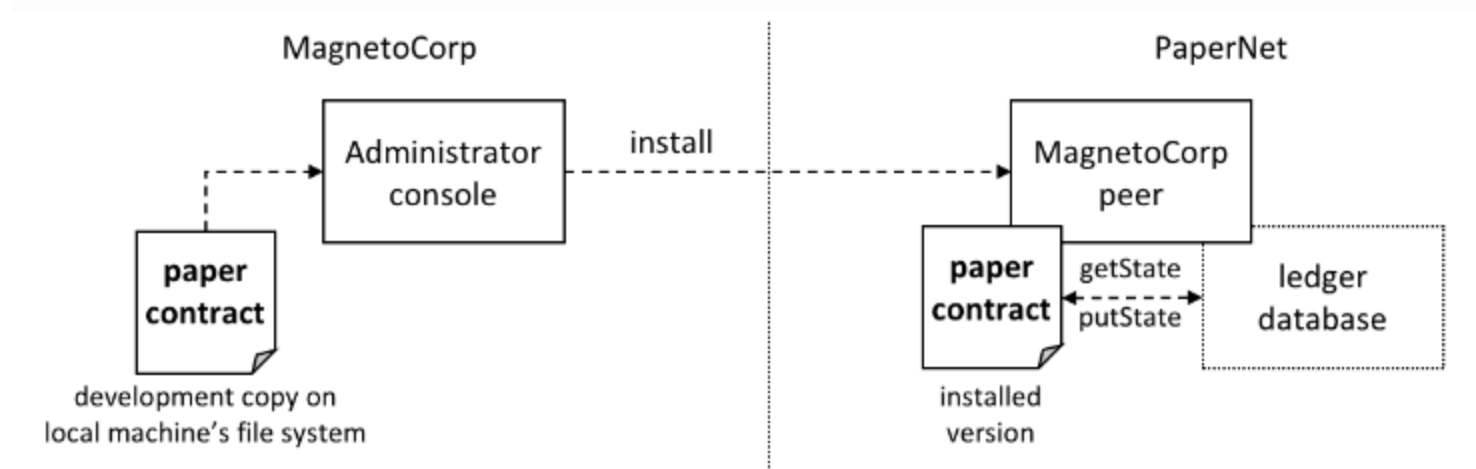 MagnetoCorp
PaperNet
Administrator
console
install
MagnetoCorp
peer
paper
contract
development copy on
local machine's file system
paper
contract
getState
putState
ledger
database
installed
version